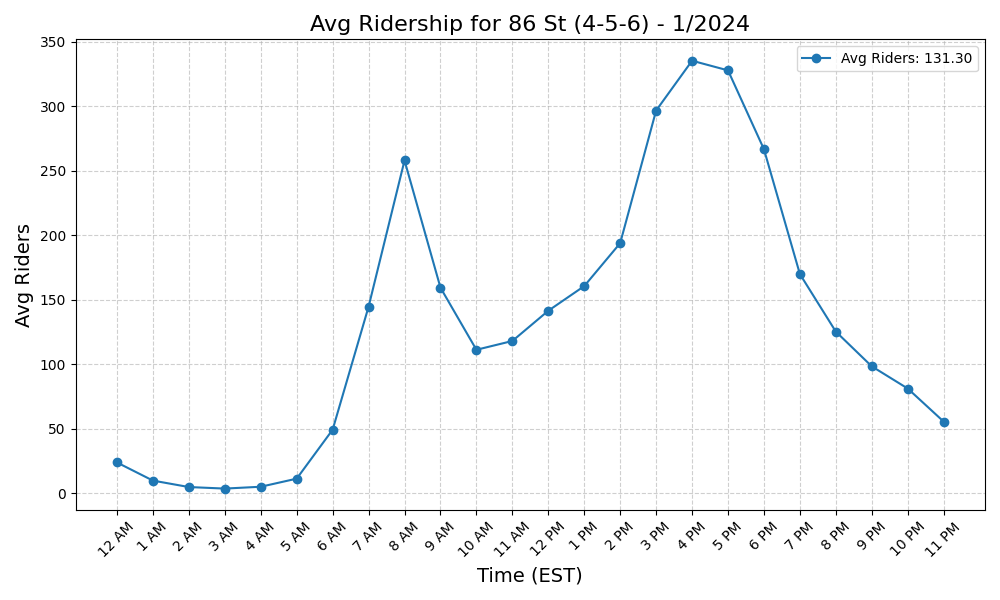 Avg Ridership for 86 St (4-5-6) - 1/2024
Avg Riders: 131.30
350
300
250
200
150
100
50
0
Avg Riders
12 AM
1 AM
2 AM
3 AM
4 AM
5 AM
6 AM
7 AM
8 AM
9 AM
10 AM
11 AM
12 PM
1 PM
2 PM
3 PM
4 PM
5 PM
6 PM
7 PM
8 PM
9 PM
10 PM
11 PM
Time (EST)